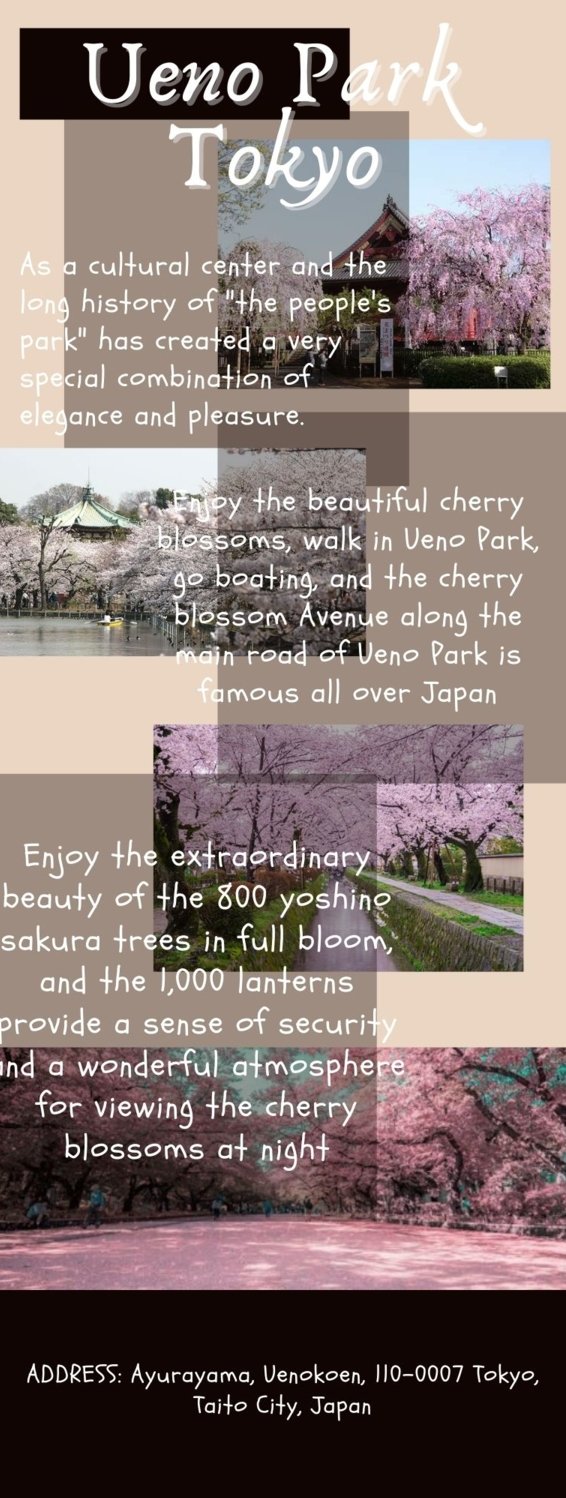 Ueno Park
Tokyo
As a cultural center and the
long history of "the people's
park" has created a very
special combination of
elegance and pleasure.
Enjoy the beautiful cherry
blossoms, walk in Ueno Park,
go boating, and the cherry
blossom Avenue along the
main road of Ueno Park is
famous all over Japan
Enjoy the extraordinary
beauty of the 800 yoshino
sakura trees in full bloom,
and the 1,000 lanterns
provide a sense of security
and a wonderful atmosphere
for viewing the cherry
blossoms at night
ADDRESS: Ayurayama, Uenokoen, 110-0007 Tokyo,
Taito City, Japan